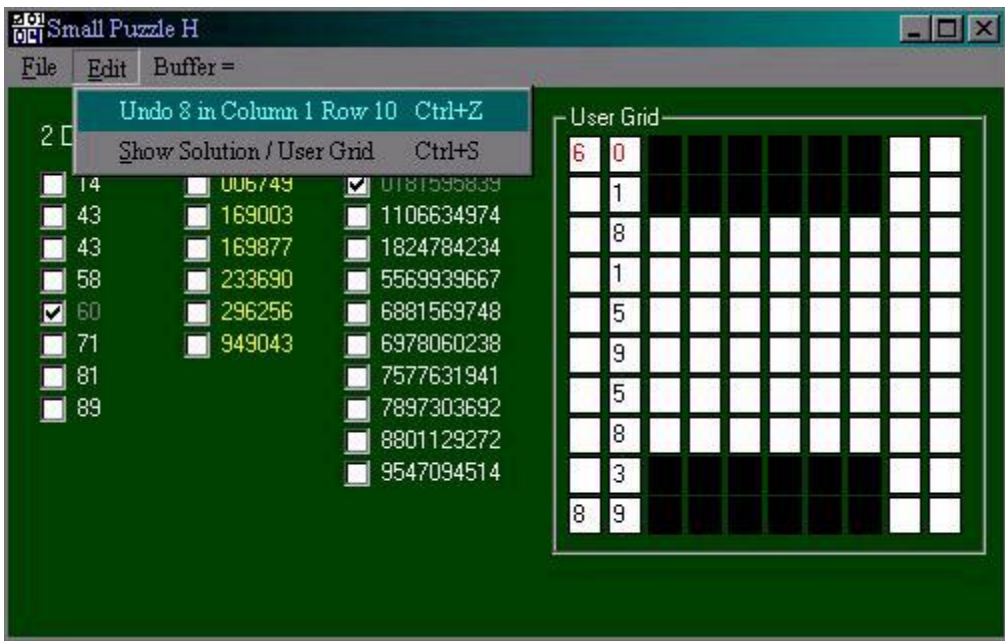 Small Puzzle H
File Edit Buffer =
Undo 8 in Column 1 Row 10 Ctrl+Z
Show Solution / User Grid Ctrl+S
2 D
14 006749 0181595839
43 169003 1106634974
43 169877 1824784234
58 233690 5569939667
60 296256 6881569748
71 949043 6978060238
81 7577631941
89 7897303692
8801129272
9547094514
User Grid
6 0
1
8
1
5
9
5
8
3
8 9